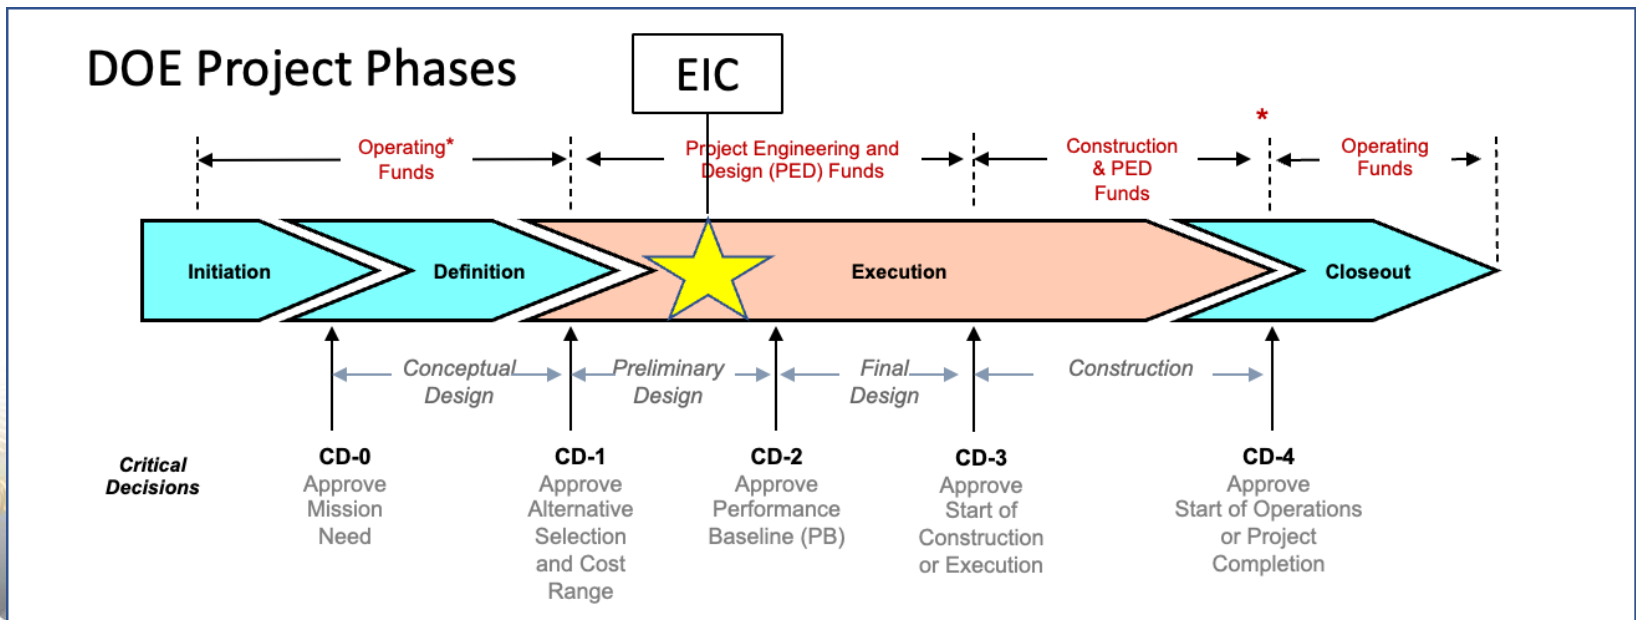 DOE Project Phases
EIC
*
Operating*
Funds
Project Engineering and
Design (PED) Funds
Construction
& PED
Funds
Operating
Funds
Initiation
Definition
Execution
Closeout
Conceptual
Design
Preliminary
Design
Final
Design
Construction
Critical
Decisions
CD-0
Approve
Mission
Need
CD-1
Approve
Alternative
Selection
and Cost
Range
CD-2
Approve
Performance
Baseline (PB)
CD-3
Approve
Start of
Construction
or Execution
CD-4
Approve
Start of Operations
or Project
Completion